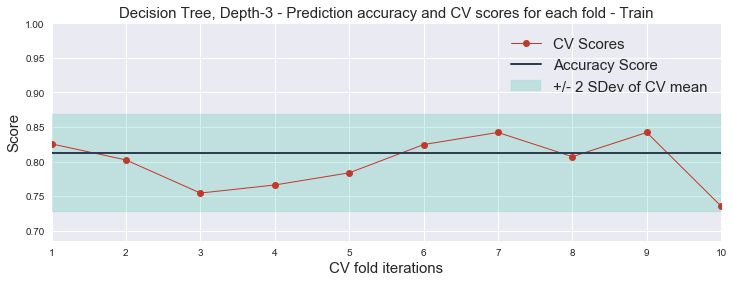 Decision Tree, Depth-3 - Prediction accuracy and CV scores for each fold - Train
1.00
0.95
0.90
0.85
0.80
0.75
0.70
Score
CV Scores
Accuracy Score
+/- 2 SDev of CV mean
1 2 3 4 5 6 7 8 9 10
CV fold iterations